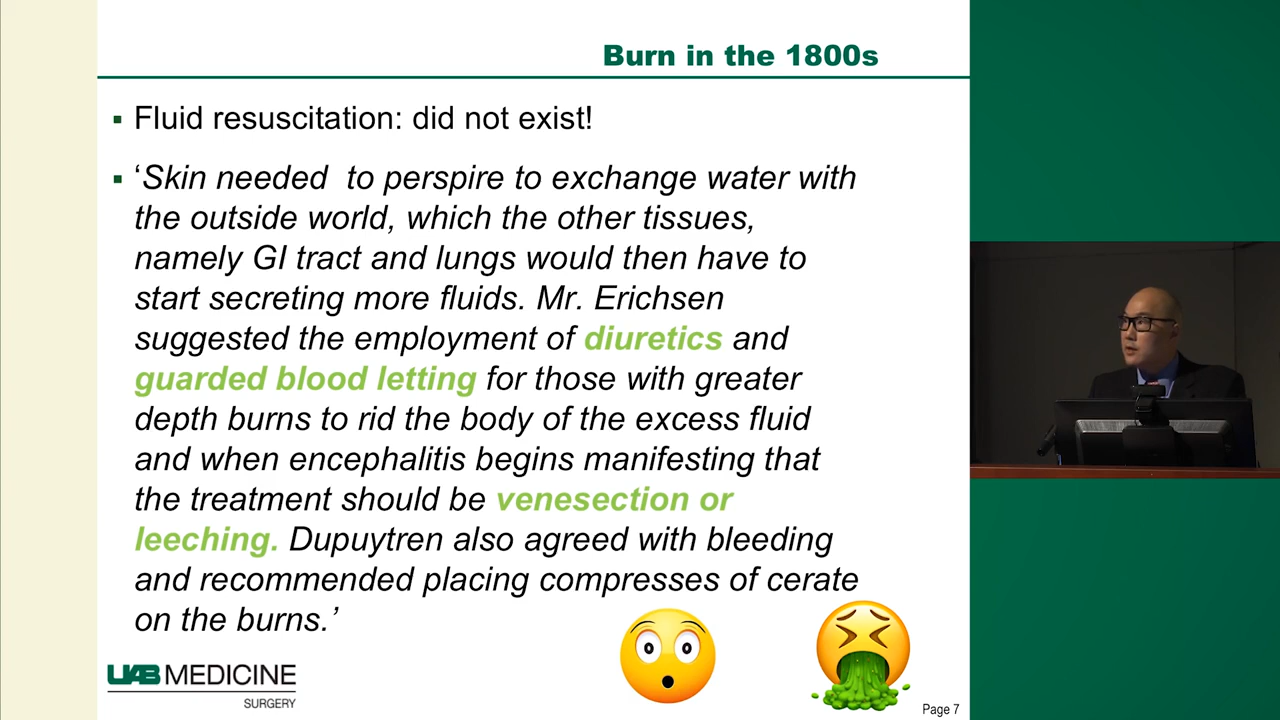 Burn in the 1800s
▪ Fluid resuscitation: did not exist!
▪ ‘Skin needed to perspire to exchange water with
the outside world, which the other tissues,
namely GI tract and lungs would then have to
start secreting more fluids. Mr. Erichsen
suggested the employment of diuretics and
guarded blood letting for those with greater
depth burns to rid the body of the excess fluid
and when encephalitis begins manifesting that
the treatment should be venesection or
leeching. Dupuytren also agreed with bleeding
and recommended placing compresses of cerate
on the burns.’
UAB MEDICINE
SURGERY
Page 7